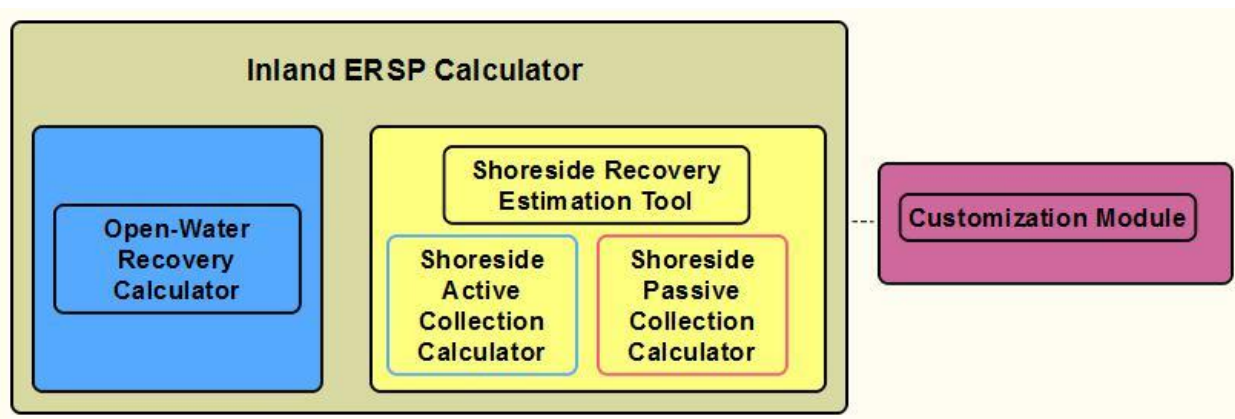 Inland ERSP Calculator
Open-Water
Recovery
Calculator
Shoreside Recovery
Estimation Tool
Shoreside
Active
Collection
Calculator
Shoreside
Passive
Collection
Calculator
Customization Module